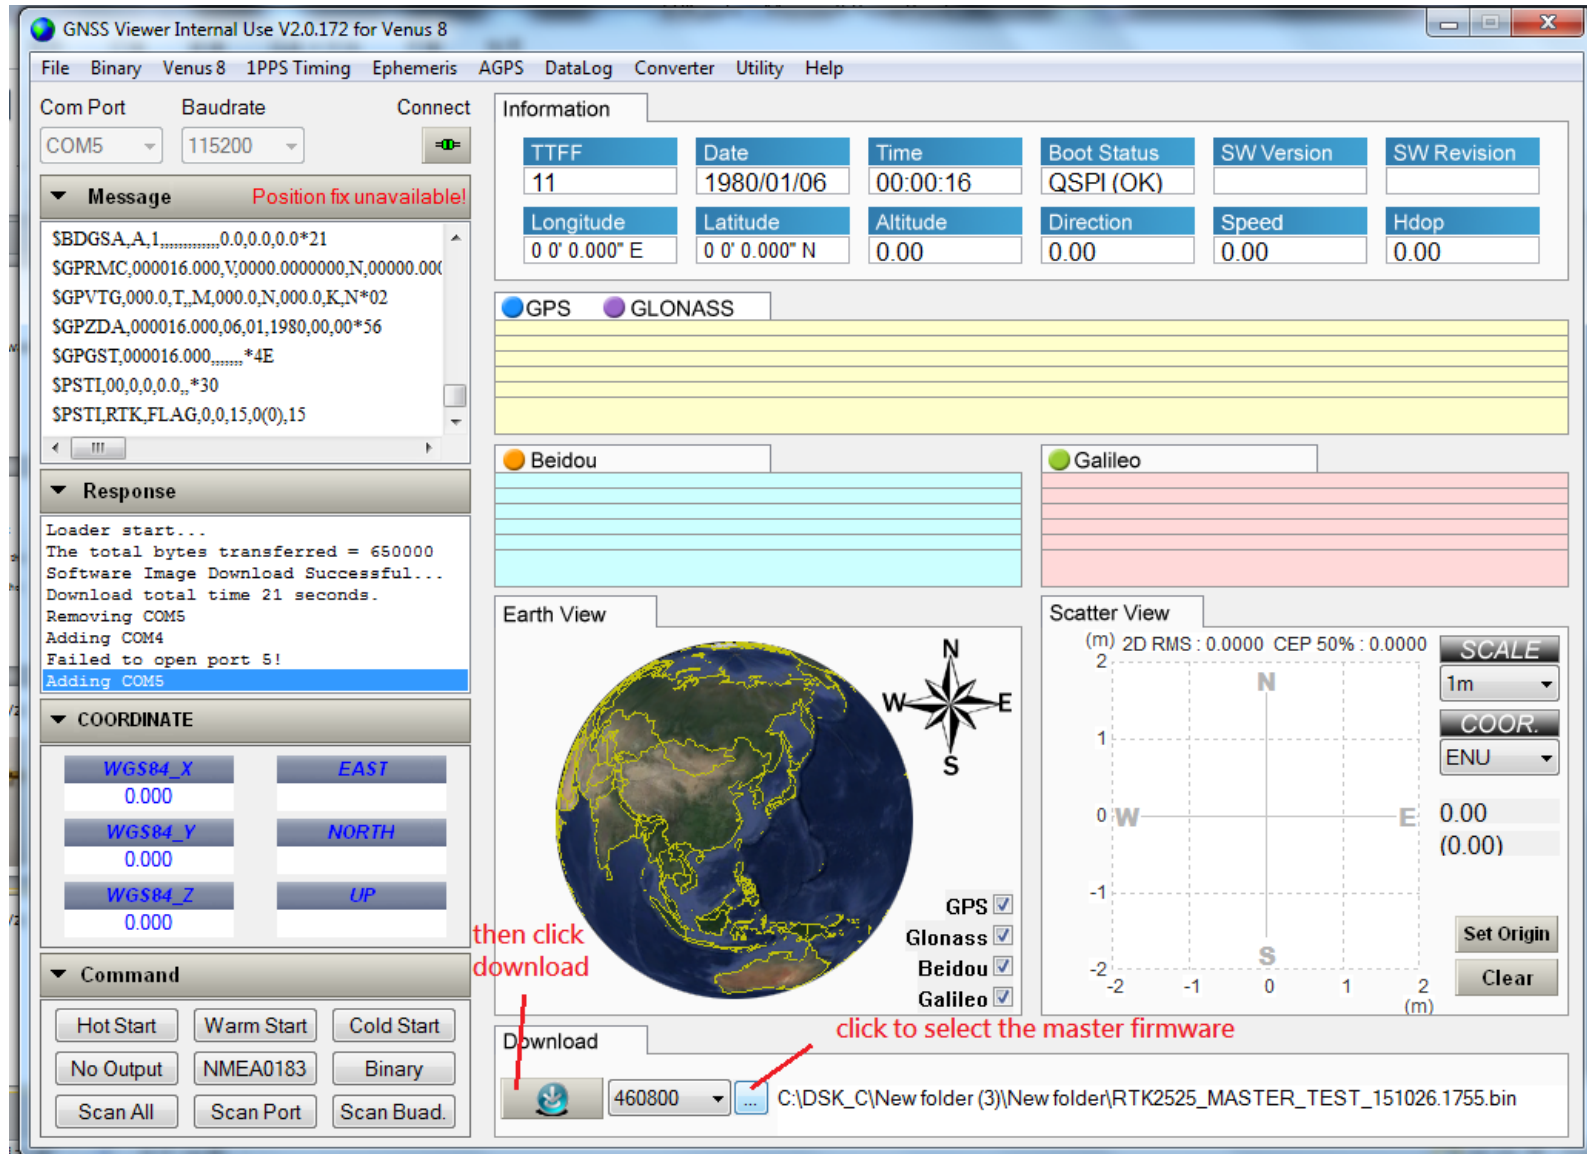 GNSS Viewer Internal Use V2.0.172 for Venus 8
File Binary Venus 8 1PPS Timing Ephemeris AGPS DataLog Converter Utility Help
Com Port Baudrate Connect
COM5 115200
Message Position fix unavailable!
$BDGSA,A,1,,,,,,,,,,,,,0.0,0.0,0.0*21
$GPRMC,000016.000,V,0000.0000000,N,00000.000
$GPVTG,000.0,T,,M,000.0,N,000.0,K,N*02
$GPZDA,000016.000,06,01,1980,00,00*56
$GPGST,000016.000,,,,,,,*4E
$PSTI,00,0,0,0.0,,*30
$PSTI,RTK,FLAG,0,0,15,0(0),15
Response
Loader start...
The total bytes transferred = 650000
Software Image Download Successful...
Download total time 21 seconds.
Removing COM5
Adding COM4
Failed to open port 5!
Adding COM5
COORDINATE
WGS84_X EAST
0.000
WGS84_Y NORTH
0.000
WGS84_Z UP
0.000
Command
Hot Start Warm Start Cold Start
No Output NMEA0183 Binary
Scan All Scan Port Scan Buad.
Information
TTFF Date Time Boot Status SW Version SW Revision
11 1980/01/06 00:00:16 QSPI (OK)
Longitude Latitude Altitude Direction Speed Hdop
0 0' 0.000" E 0 0' 0.000" N 0.00 0.00 0.00 0.00
GPS GLONASS
Beidou Galileo
Earth View
N
W E
S
GPS
Glonass
Beidou
Galileo
Scatter View
(m) 2D RMS : 0.0000 CEP 50% : 0.0000
2
N
1
0 W E
-1
S
-2
-2 -1 0 1 2
(m)
SCALE
1m
COOR.
ENU
0.00
(0.00)
Set Origin
Clear
then click
download
click to select the master firmware
Download
460800 ... C:\DSK_C\New folder (3)\New folder\RTK2525_MASTER_TEST_151026.1755.bin